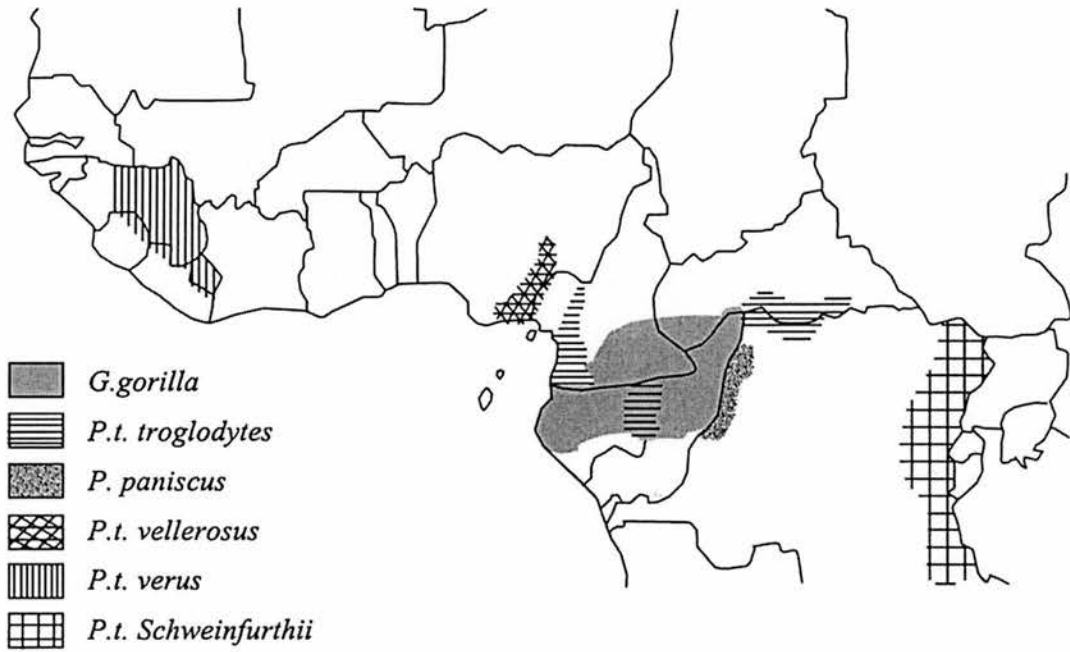 G.gorilla
P.t. troglodytes
P. paniscus
P.t. vellerosus
P.t. verus
P.t. Schweinfurthii